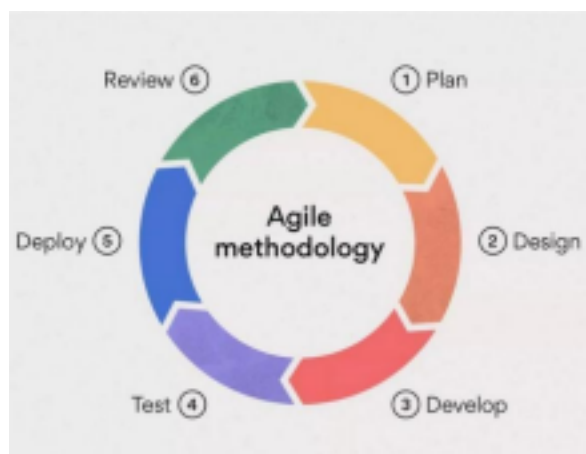 Agile
methodology
1 Plan
2 Design
3 Develop
Test 4
Deploy 5
Review 6